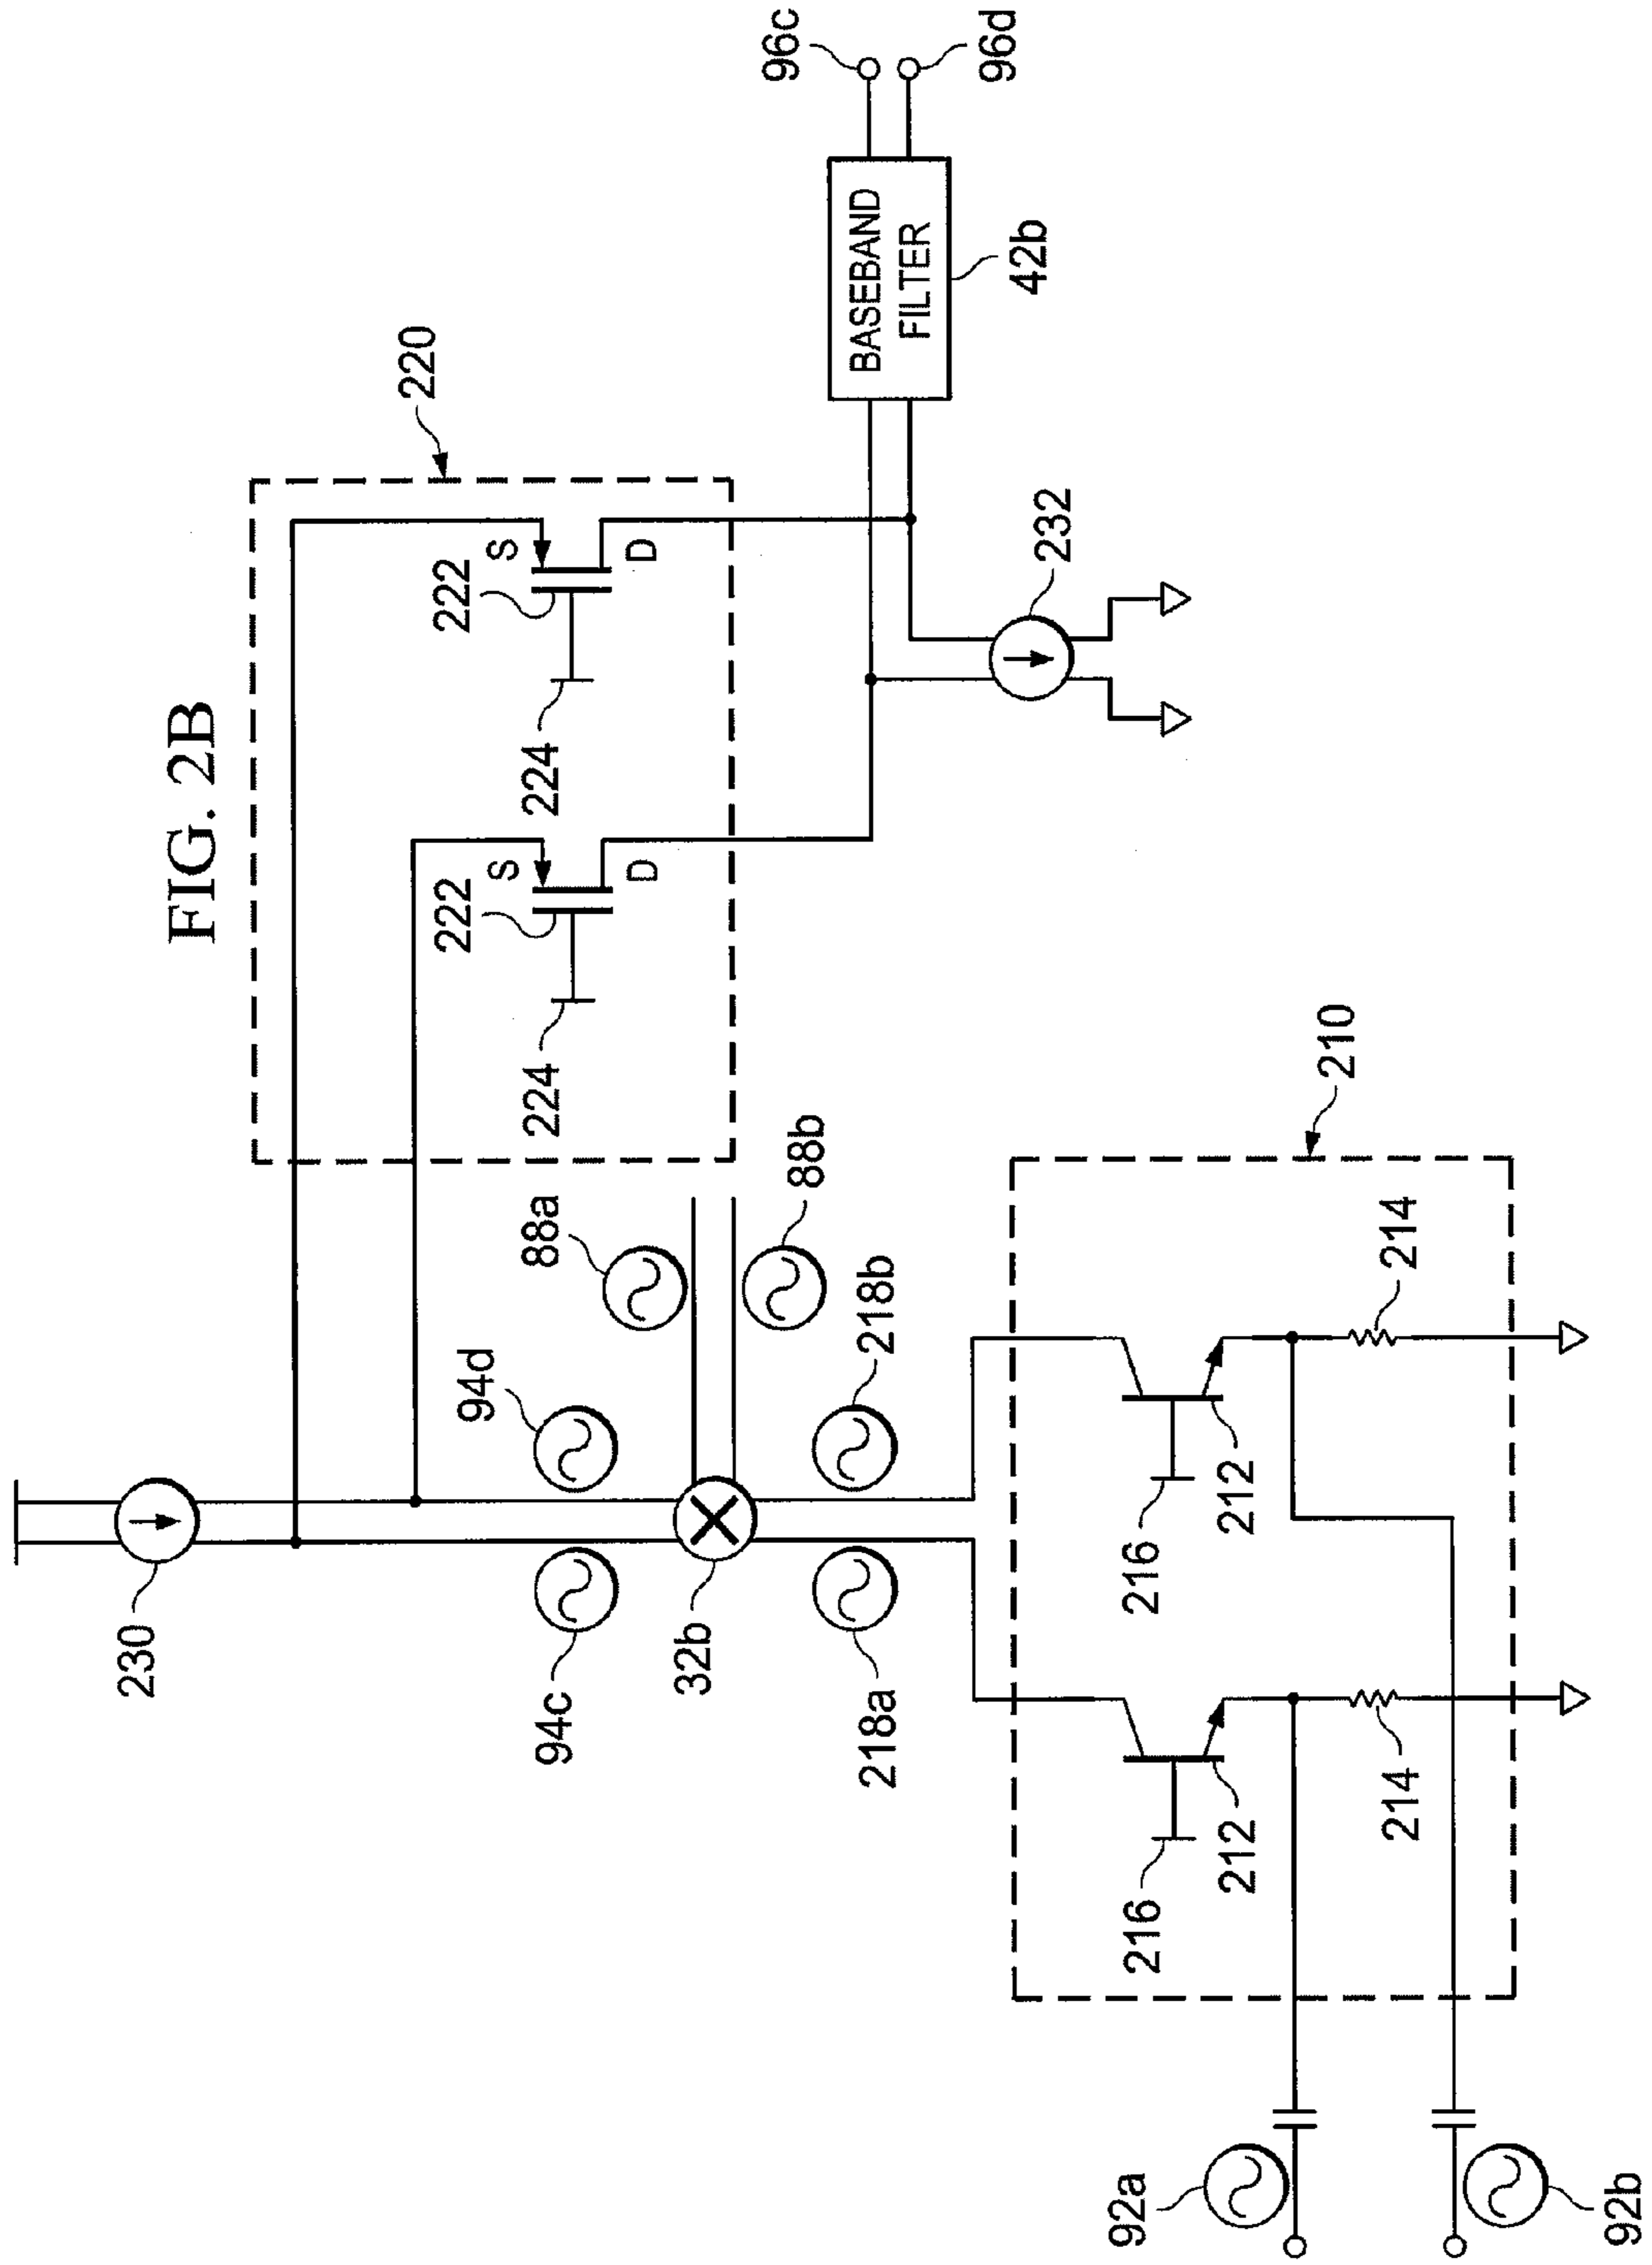 FIG. 2B
230
94c
94d
32b
88a
88b
218a
218b
220
222
S
D
224
222
S
D
224
BASEBAND
FILTER
42b
96c
96d
232
210
212
214
216
212
214
216
92a
92b